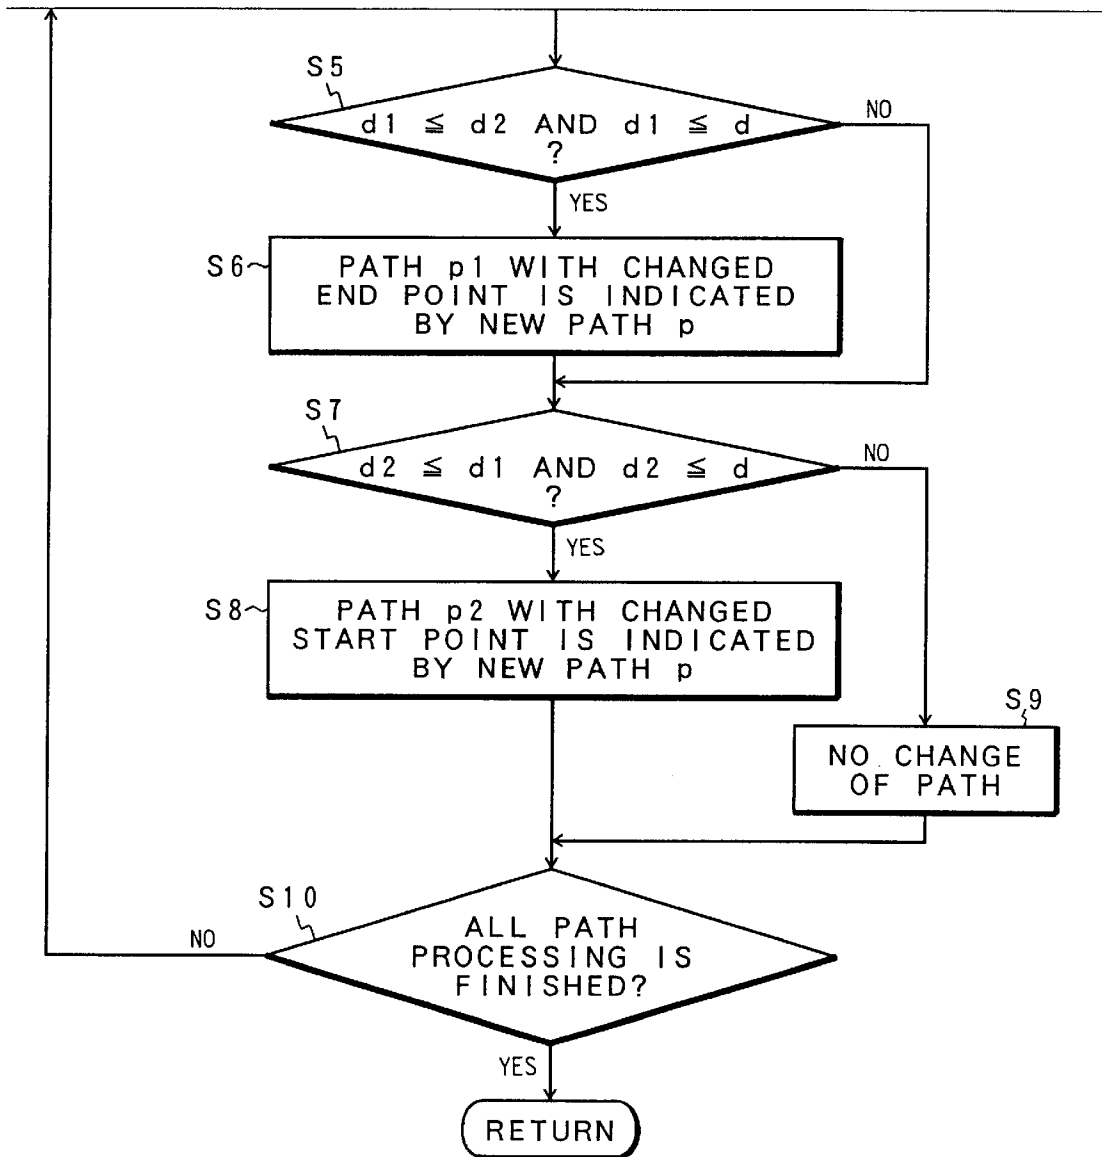 S5
d1 ≦ d2 AND d1 ≦ d
?
NO
YES
S6
PATH p1 WITH CHANGED
END POINT IS INDICATED
BY NEW PATH p
S7
d2 ≦ d1 AND d2 ≦ d
?
NO
YES
S8
PATH p2 WITH CHANGED
START POINT IS INDICATED
BY NEW PATH p
S9
NO CHANGE
OF PATH
S10
ALL PATH
PROCESSING IS
FINISHED?
NO
YES
RETURN